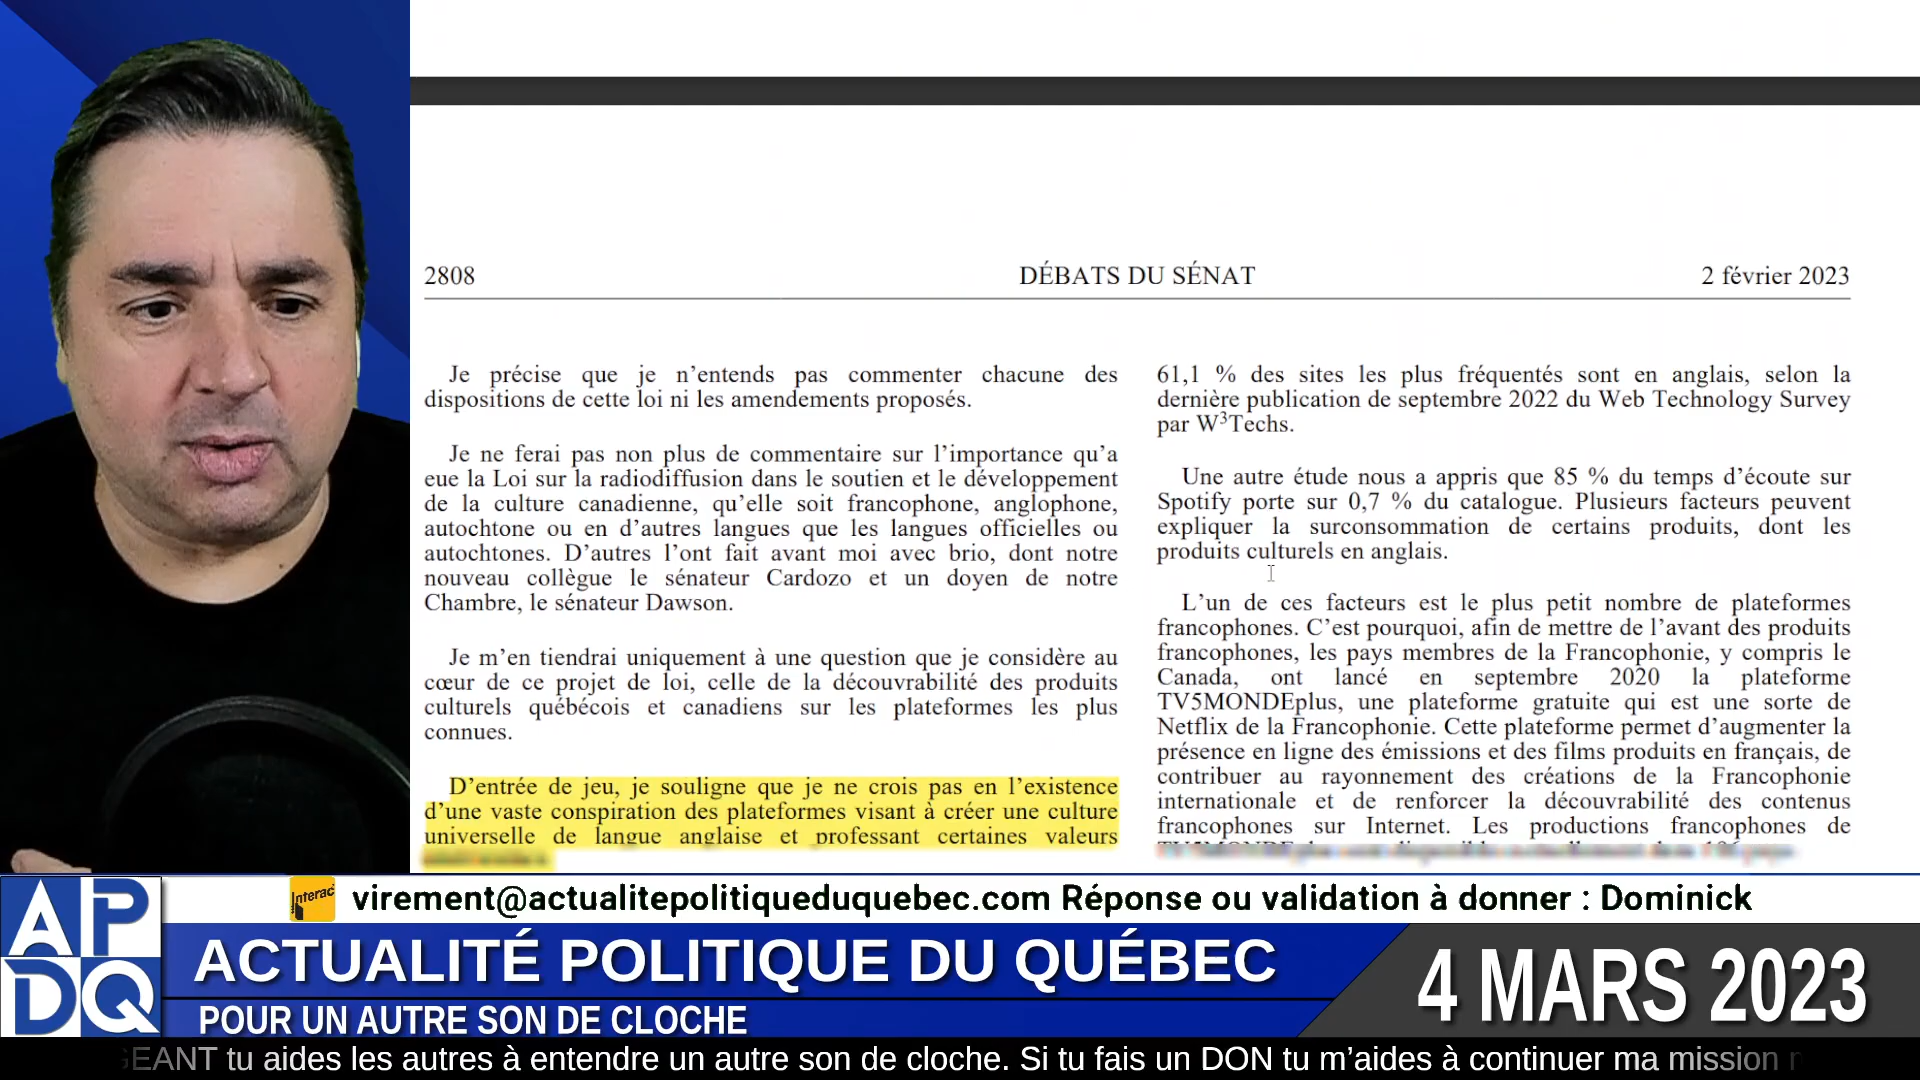 2808
DÉBATS DU SÉNAT
2 février 2023
Je précise que je n’entends pas commenter chacune des
dispositions de cette loi ni les amendements proposés.
Je ne ferai pas non plus de commentaire sur l’importance qu’a
eue la Loi sur la radiodiffusion dans le soutien et le développement
de la culture canadienne, qu’elle soit francophone, anglophone,
autochtone ou en d’autres langues que les langues officielles ou
autochtones. D’autres l’ont fait avant moi avec brio, dont notre
nouveau collègue le sénateur Cardozo et un doyen de notre
Chambre, le sénateur Dawson.
Je m’en tiendrai uniquement à une question que je considère au
cœur de ce projet de loi, celle de la découvrabilité des produits
culturels québécois et canadiens sur les plateformes les plus
connues.
D’entrée de jeu, je souligne que je ne crois pas en l’existence
d’une vaste conspiration des plateformes visant à créer une culture
universelle de langue anglaise et professant certaines valeurs
61,1 % des sites les plus fréquentés sont en anglais, selon la
dernière publication de septembre 2022 du Web Technology Survey
par W³Techs.
Une autre étude nous a appris que 85 % du temps d’écoute sur
Spotify porte sur 0,7 % du catalogue. Plusieurs facteurs peuvent
expliquer la surconsommation de certains produits, dont les
produits culturels en anglais.
L’un de ces facteurs est le plus petit nombre de plateformes
francophones. C’est pourquoi, afin de mettre de l’avant des produits
francophones, les pays membres de la Francophonie, y compris le
Canada, ont lancé en septembre 2020 la plateforme
TV5MONDEplus, une plateforme gratuite qui est une sorte de
Netflix de la Francophonie. Cette plateforme permet d’augmenter la
présence en ligne des émissions et des films produits en français, de
contribuer au rayonnement des créations de la Francophonie
internationale et de renforcer la découvrabilité des contenus
francophones sur Internet. Les productions francophones de
Interac
virement@actualitepolitiqueduquebec.com Réponse ou validation à donner : Dominick
AP
DQ
ACTUALITÉ POLITIQUE DU QUÉBEC
POUR UN AUTRE SON DE CLOCHE
4 MARS 2023
GEANT tu aides les autres à entendre un autre son de cloche. Si tu fais un DON tu m’aides à continuer ma mission